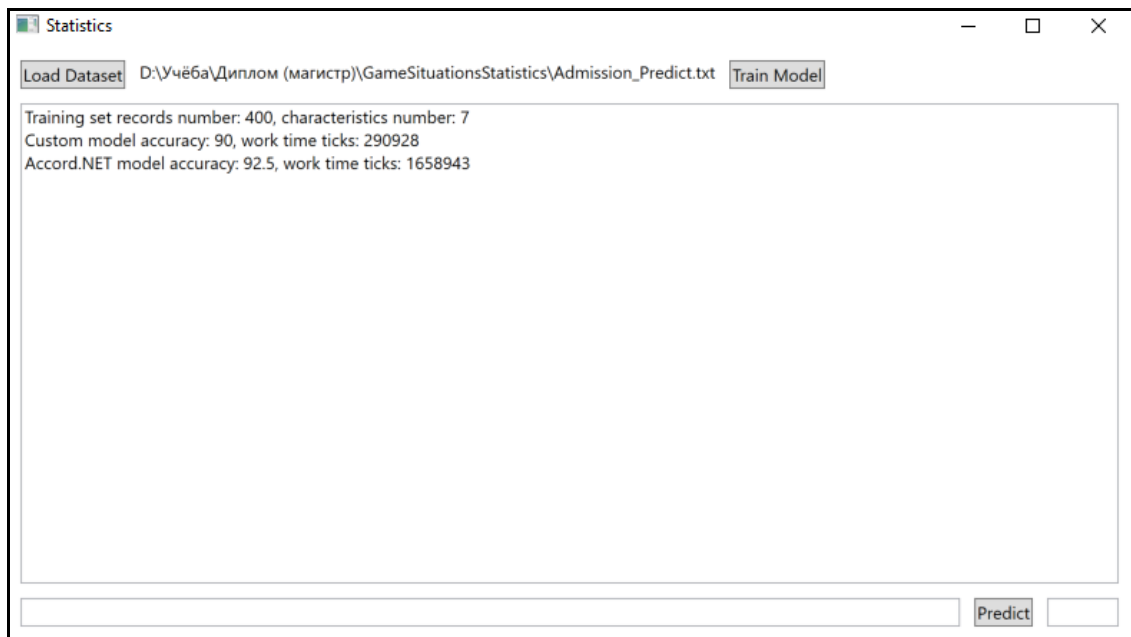 Statistics
Load Dataset D:\Учёба\Диплом (магистр)\GameSituationsStatistics\Admission_Predict.txt Train Model
Training set records number: 400, characteristics number: 7
Custom model accuracy: 90, work time ticks: 290928
Accord.NET model accuracy: 92.5, work time ticks: 1658943
Predict